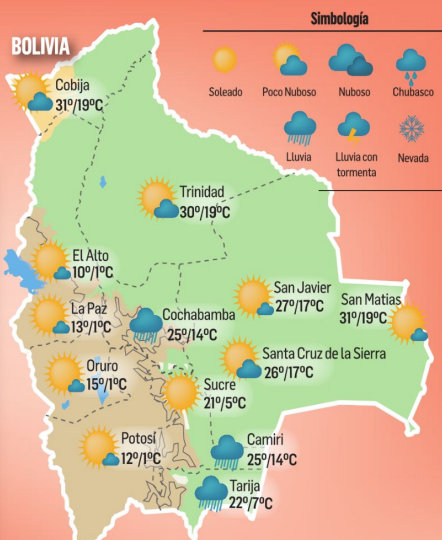 BOLIVIA
Simbología
Soleado
Poco Nuboso
Nuboso
Chubasco
Lluvia
Lluvia con
tormenta
Nevada
Cobija
31º/19ºC
Trinidad
30º/19ºC
El Alto
10º/1ºC
San Javier
27º/17ºC
San Matias
31º/19ºC
La Paz
13º/1ºC
Cochabamba
25º/14ºC
Santa Cruz de la Sierra
26º/17ºC
Oruro
15º/1ºC
Sucre
21º/5ºC
Potosí
12º/1ºC
Camiri
25º/14ºC
Tarija
22º/7ºC